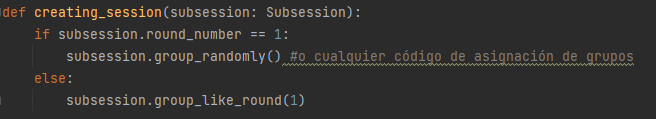 def creating_session(subsession: Subsession):
    if subsession.round_number == 1:
        subsession.group_randomly() #o cualquier código de asignación de grupos
    else:
        subsession.group_like_round(1)